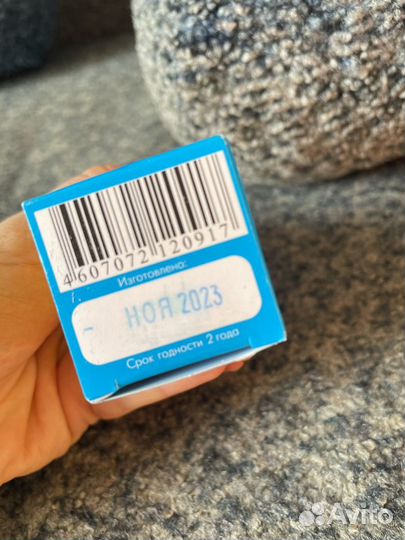 4607072120917
Изготовлено:
- НОЯ 2023
Срок годности 2 года
Avito